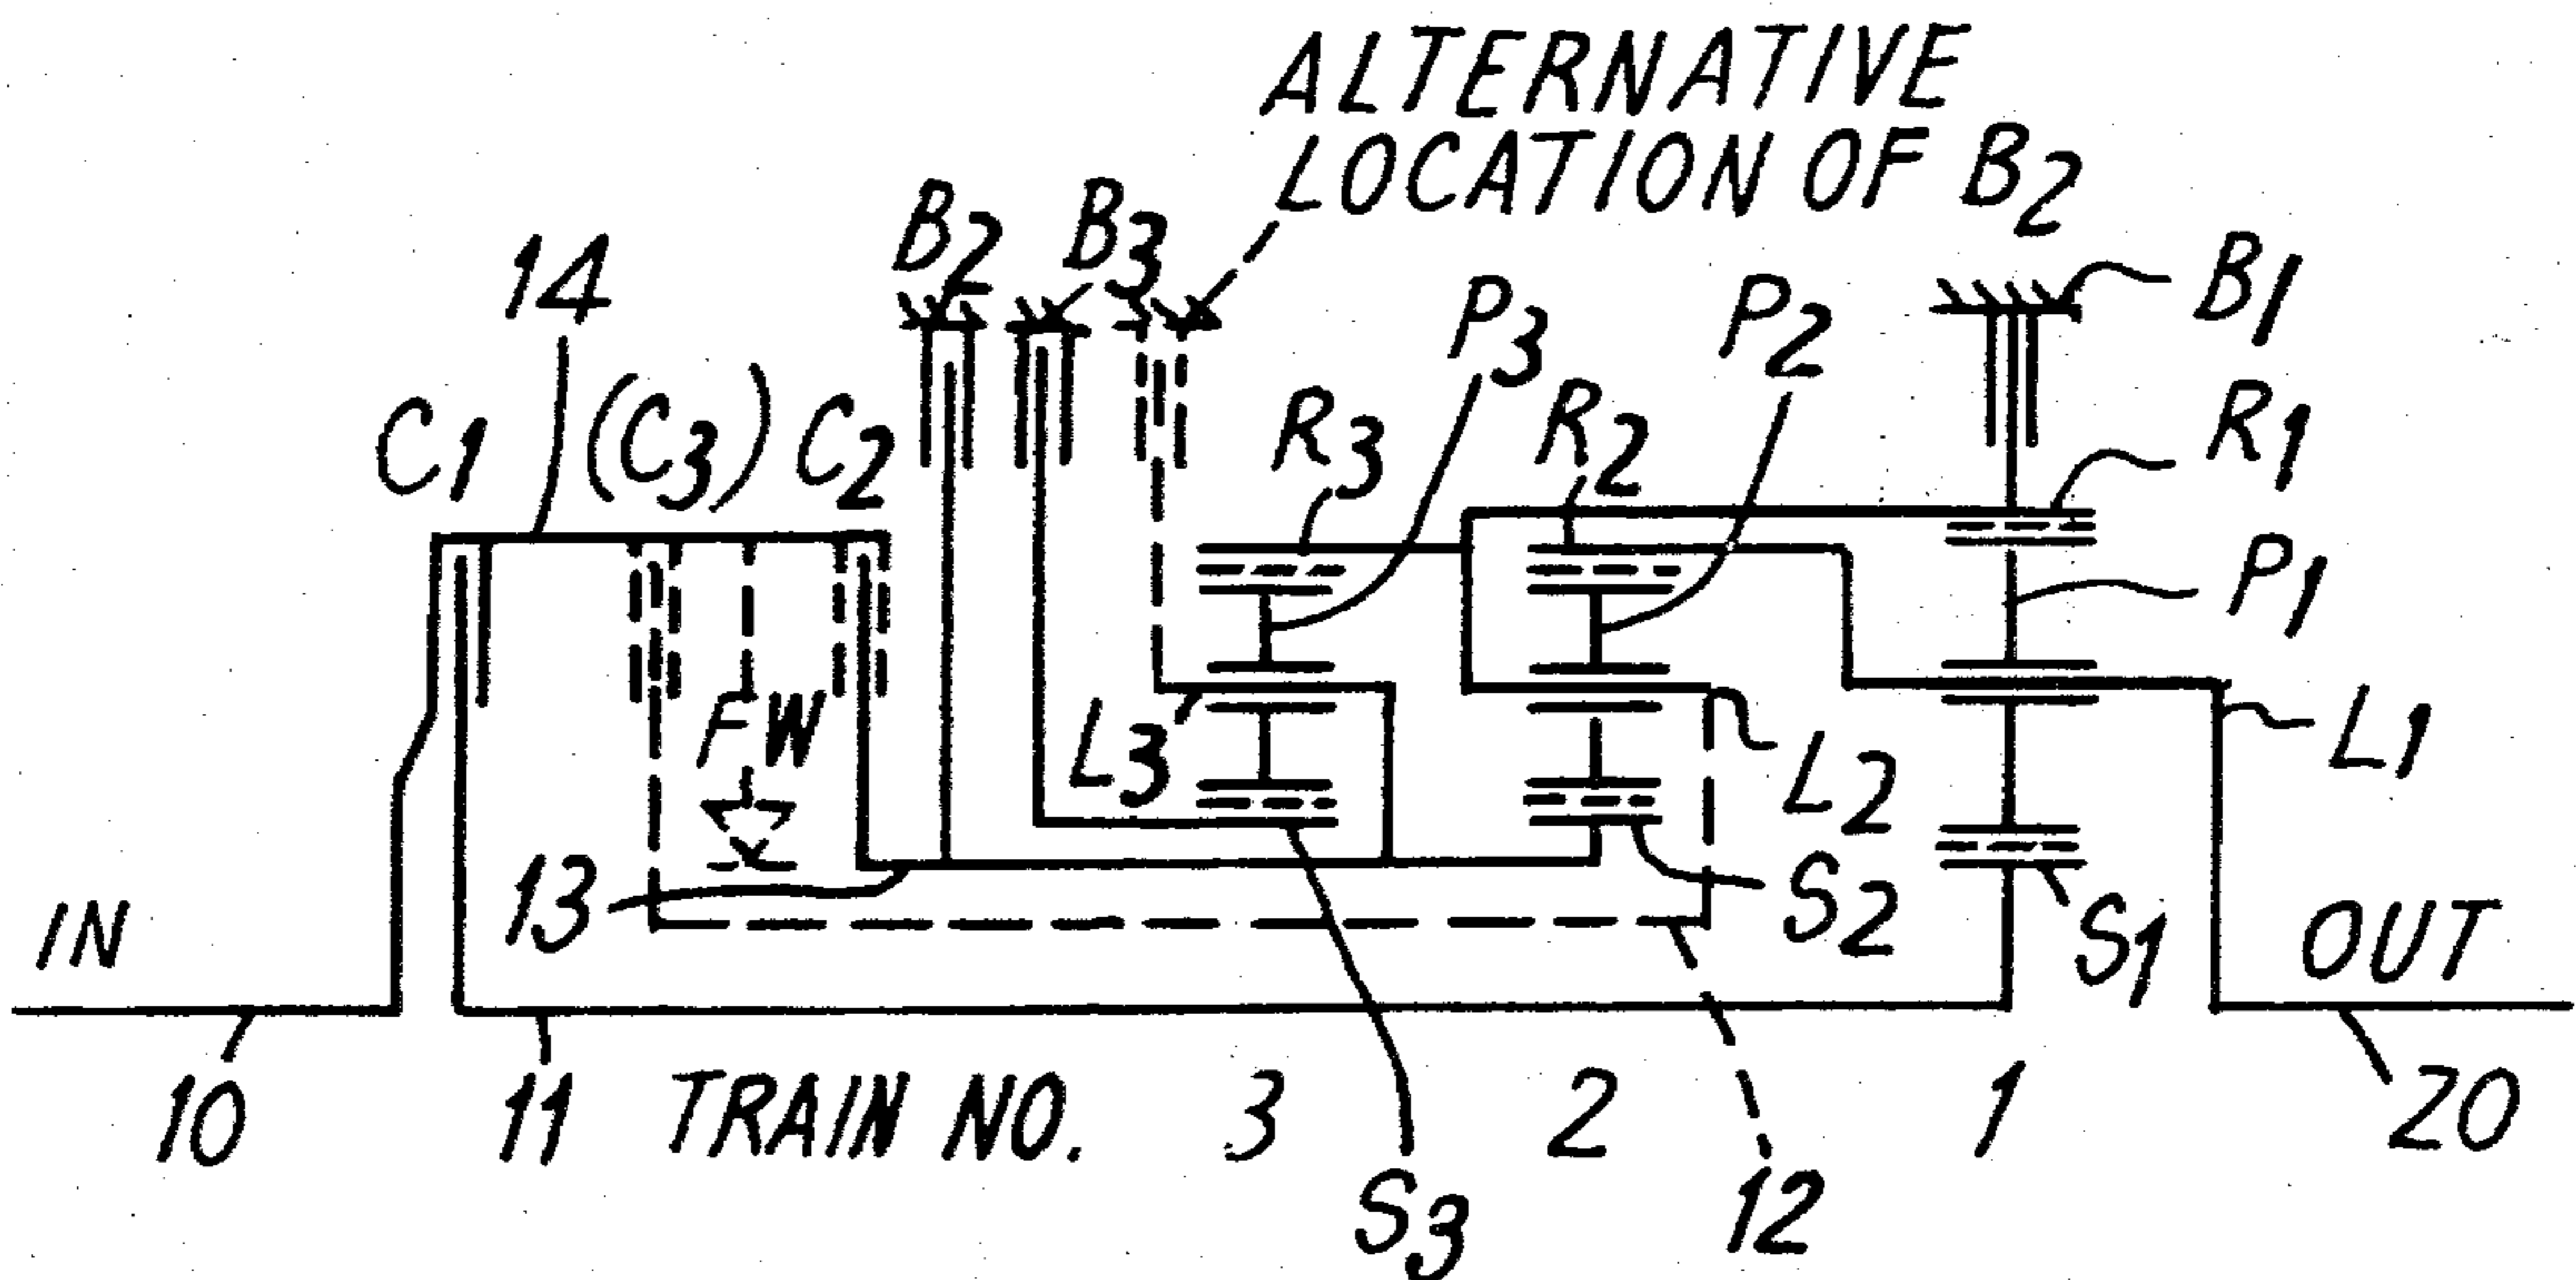 ALTERNATIVE
LOCATION OF B2
B2
B3
B1
14
P3
P2
C1
(C3)
C2
R3
R2
R1
P1
FW
L3
L2
L1
13
S2
S1
IN
OUT
10
11
TRAIN NO. 3 2 1
20
12
S3